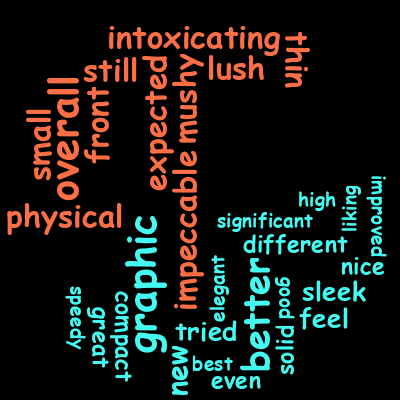 intoxicating
thin
still
lush
expected
mushy
small
overall
front
impeccable
physical
high
liking
improved
significant
graphic
different
nice
elegant
better
good
sleek
speedy
great
compact
feel
tried
solid
new
best
even